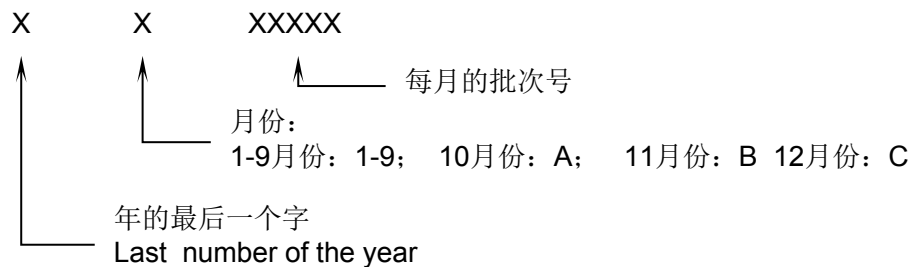 X X XXXXX
每月的批次号
月份：
1-9月份：1-9； 10月份：A； 11月份：B 12月份：C
年的最后一个字
Last number of the year